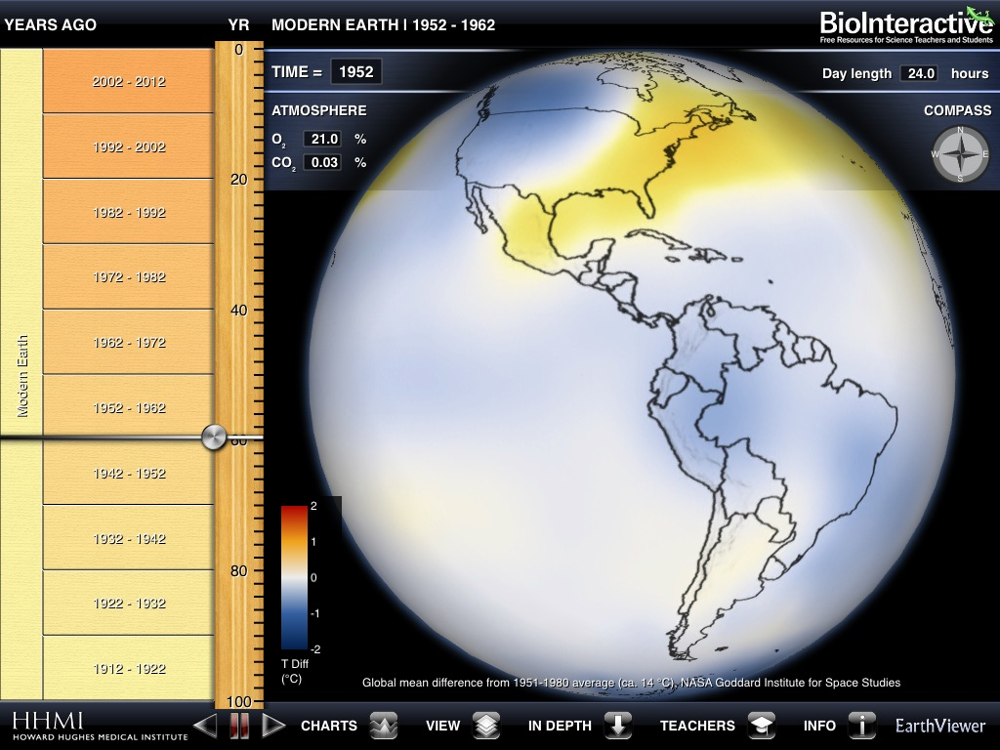 YEARS AGO
YR
MODERN EARTH | 1952 - 1962
BioInteractive
Free Resources for Science Teachers and Students
0
2002 - 2012
1992 - 2002
20
1982 - 1992
1972 - 1982
40
1962 - 1972
Modern Earth
1952 - 1962
60
1942 - 1952
1932 - 1942
80
1922 - 1932
1912 - 1922
100
TIME = 1952
Day length 24.0 hours
ATMOSPHERE
O2 21.0 %
CO2 0.03 %
COMPASS
N
W E
S
2
1
0
-1
-2
T Diff
(°C)
Global mean difference from 1951-1980 average (ca. 14 °C), NASA Goddard Institute for Space Studies
HHMI
HOWARD HUGHES MEDICAL INSTITUTE
CHARTS
VIEW
IN DEPTH
TEACHERS
INFO
i
EarthViewer